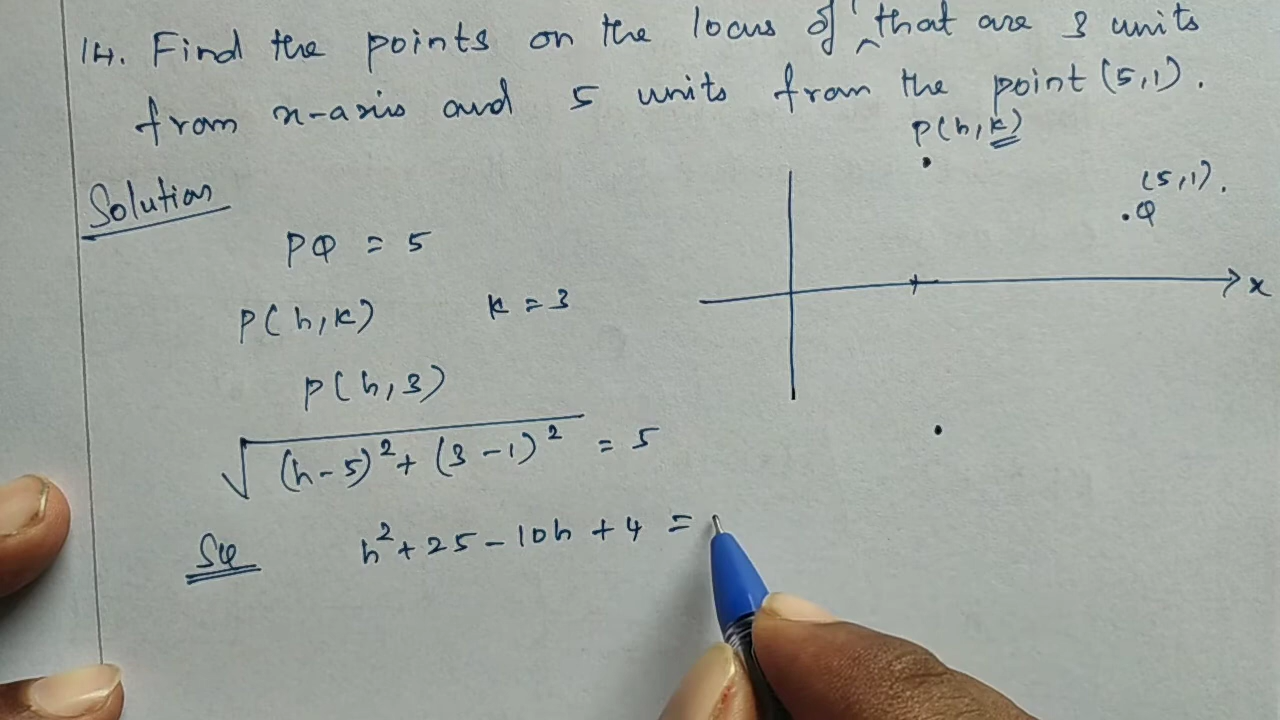 14. Find the points on the locus of that are 3 units
from x-axis and 5 units from the point (5,1).
P(h,k)
Solution
(5,1).
.Q
PQ = 5
x
P(h,k) k = 3
P(h,3)
√(h-5)²+(3-1)² = 5
Sq h²+25-10h+4 =